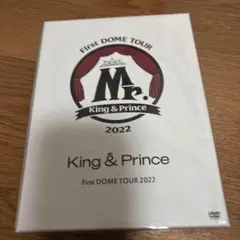 First DOME TOUR
Mr.
King & Prince
2022
King & Prince
First DOME TOUR 2022
DVD